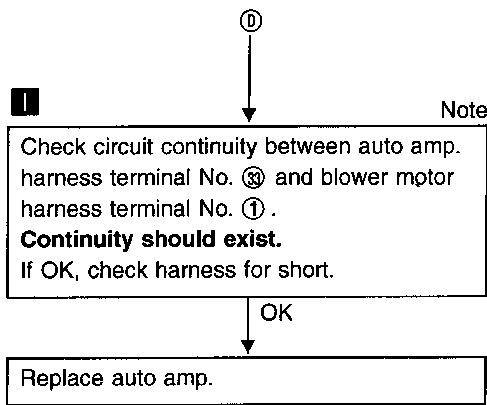 Ⓓ
I
Note
Check circuit continuity between auto amp.
harness terminal No. ㉝ and blower motor
harness terminal No. ① .
Continuity should exist.
If OK, check harness for short.
OK
Replace auto amp.